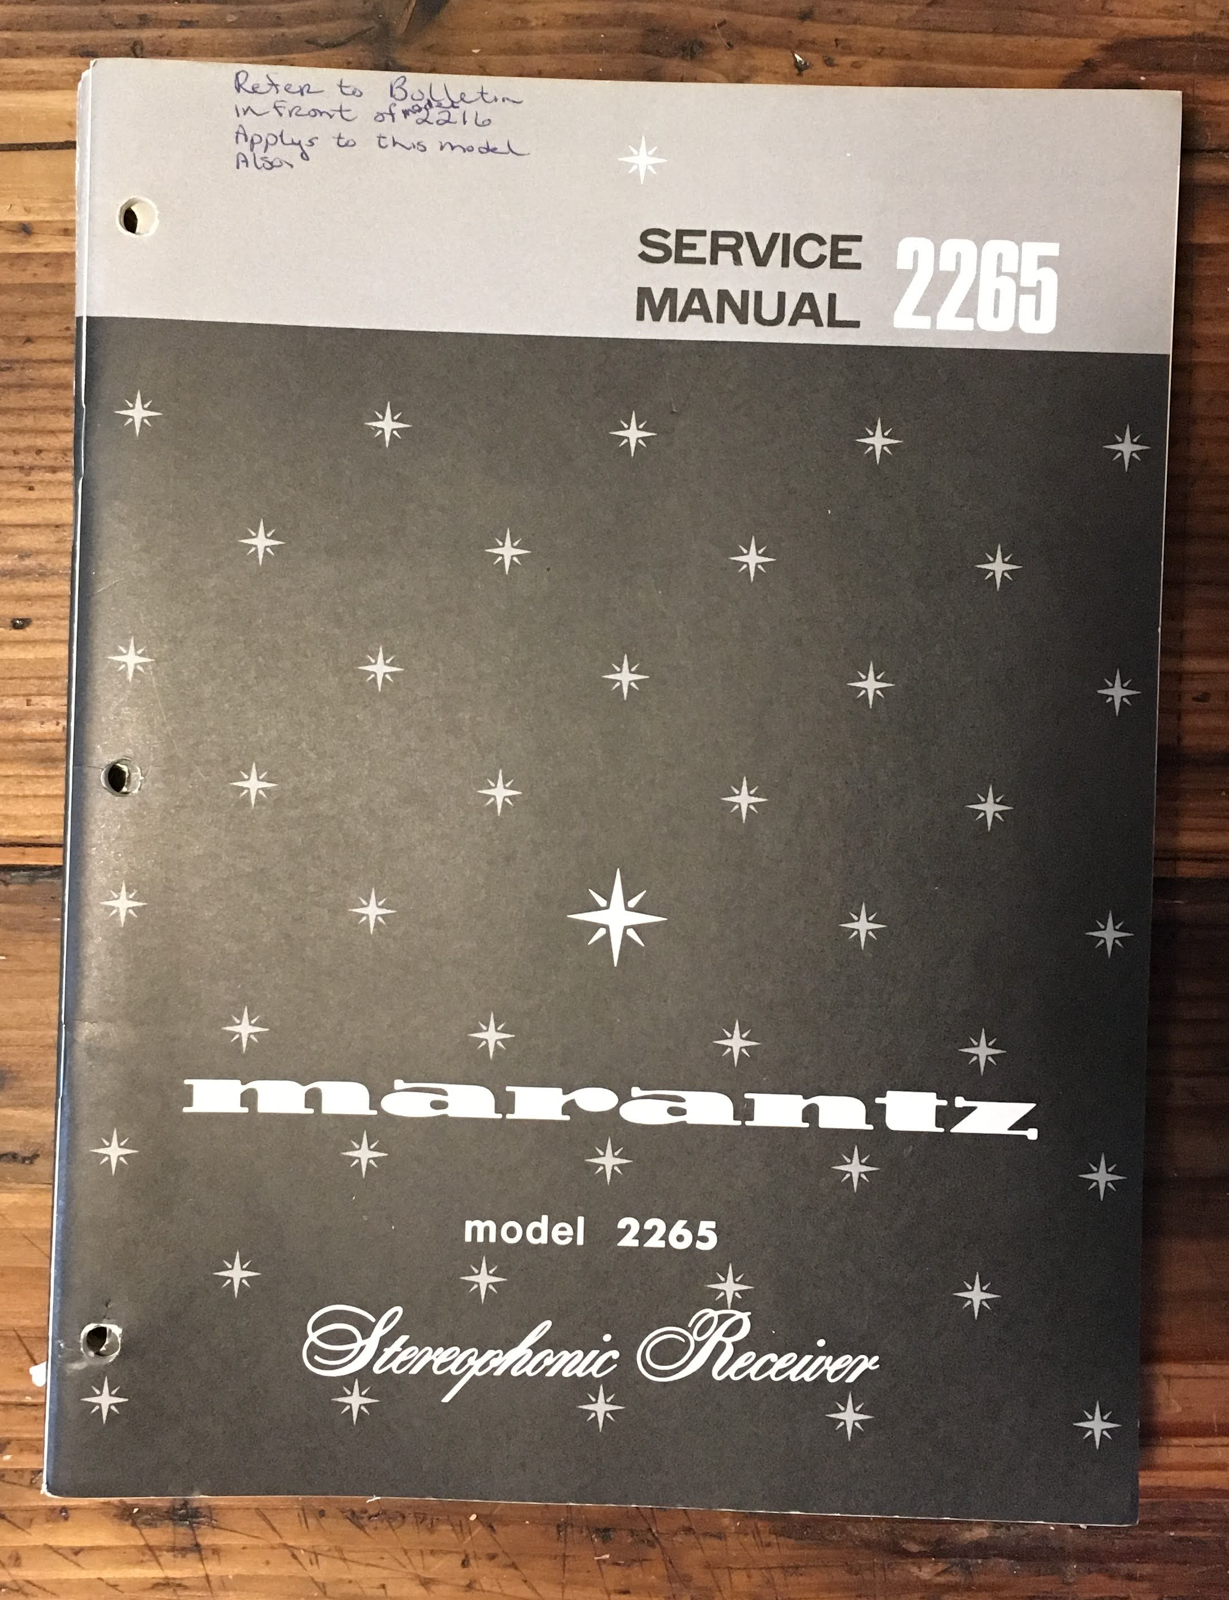 Refer to Bulletin
in Front of model 2216
Applys to this model
Also
SERVICE
MANUAL 2265
marantz
model 2265
Stereophonic Receiver